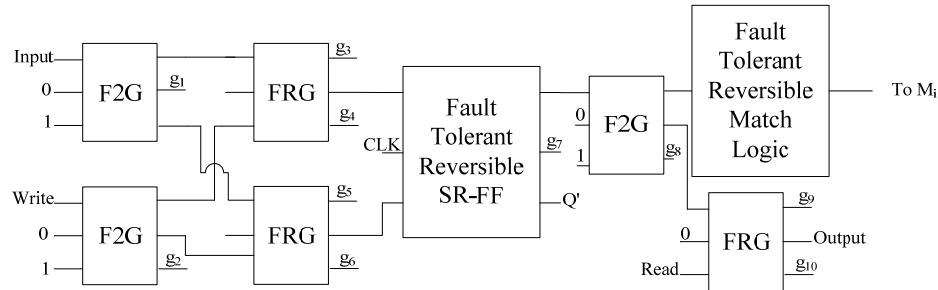 Input
0
1
F2G
g1
FRG
g3
g4
Write
0
1
F2G
g2
FRG
g5
g6
CLK
Fault
Tolerant
Reversible
SR-FF
g7
Q'
0
1
F2G
g8
Fault
Tolerant
Reversible
Match
Logic
To Mi
0
Read
FRG
g9
Output
g10